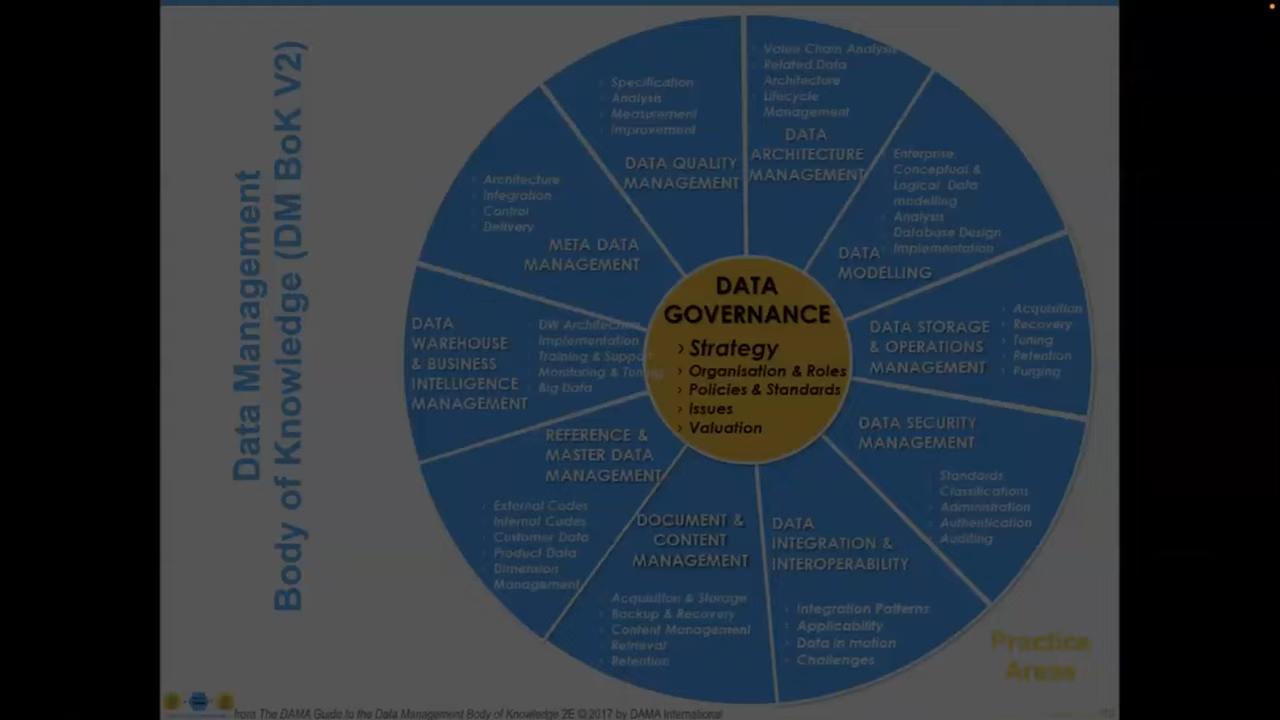 Data Management
Body of Knowledge (DM BoK V2)
› Value Chain Analysis
› Related Data
Architecture
› Lifecycle
Management
DATA
ARCHITECTURE
MANAGEMENT
› Enterprise
Conceptual &
Logical Data
modelling
› Analysis
› Database Design
› Implementation
DATA
MODELLING
DATA STORAGE
& OPERATIONS
MANAGEMENT
› Acquisition
› Recovery
› Tuning
› Retention
› Purging
DATA SECURITY
MANAGEMENT
› Standards
› Classifications
› Administration
› Authentication
› Auditing
DATA
INTEGRATION &
INTEROPERABILITY
› Integration Patterns
› Applicability
› Data in motion
› Challenges
DOCUMENT &
CONTENT
MANAGEMENT
› Acquisition & Storage
› Backup & Recovery
› Content Management
› Retrieval
› Retention
REFERENCE &
MASTER DATA
MANAGEMENT
› External Codes
› Internal Codes
› Customer Data
› Product Data
› Dimension
Management
DATA
WAREHOUSE
& BUSINESS
INTELLIGENCE
MANAGEMENT
› DW Architecture
› Implementation
› Training & Support
› Monitoring & Tuning
› Big Data
META DATA
MANAGEMENT
› Architecture
› Integration
› Control
› Delivery
› Specification
› Analysis
› Measurement
› Improvement
DATA QUALITY
MANAGEMENT
DATA
GOVERNANCE
› Strategy
› Organisation & Roles
› Policies & Standards
› Issues
› Valuation
Practice
Areas
from The DAMA Guide to the Data Management Body of Knowledge 2E © 2017 by DAMA International